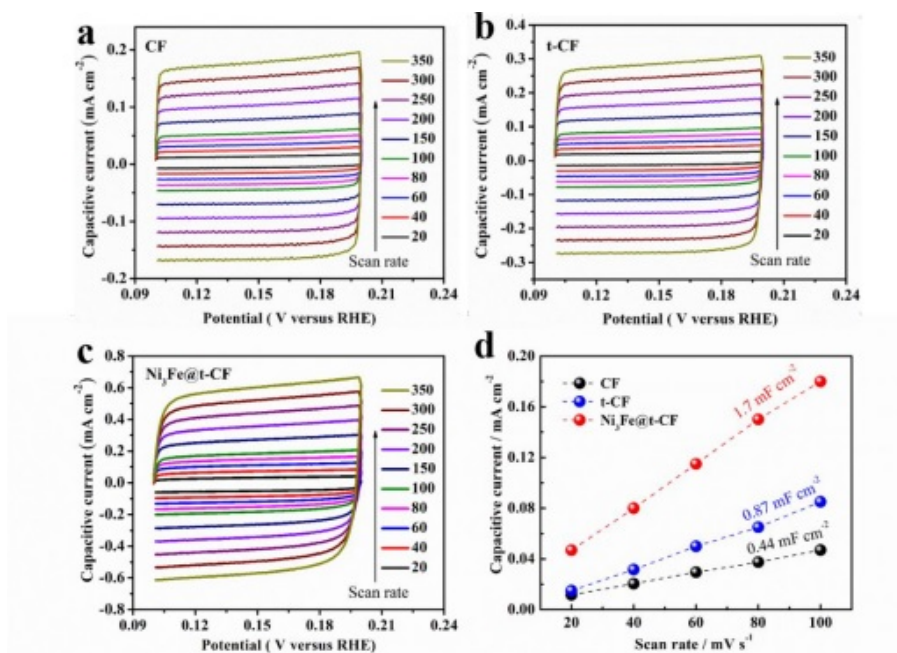 a
CF
Capacitive current (mA cm⁻²)
0.2
0.1
0.0
-0.1
-0.2
350
300
250
200
150
100
80
60
40
20
Scan rate
0.09 0.12 0.15 0.18 0.21 0.24
Potential ( V versus RHE)
b
t-CF
Capacitive current (mA cm⁻²)
0.4
0.3
0.2
0.1
0.0
-0.1
-0.2
-0.3
350
300
250
200
150
100
80
60
40
20
Scan rate
0.09 0.12 0.15 0.18 0.21 0.24
Potential ( V versus RHE)
c
Ni₃Fe@t-CF
Capacitive current (mA cm⁻²)
0.8
0.6
0.4
0.2
0.0
-0.2
-0.4
-0.6
-0.8
350
300
250
200
150
100
80
60
40
20
Scan rate
0.09 0.12 0.15 0.18 0.21 0.24
Potential ( V versus RHE)
d
CF
t-CF
Ni₃Fe@t-CF
Capacitive current / mA cm⁻²
0.20
0.16
0.12
0.08
0.04
0.00
1.7 mF cm⁻²
0.87 mF cm⁻²
0.44 mF cm⁻²
20 40 60 80 100
Scan rate / mV s⁻¹